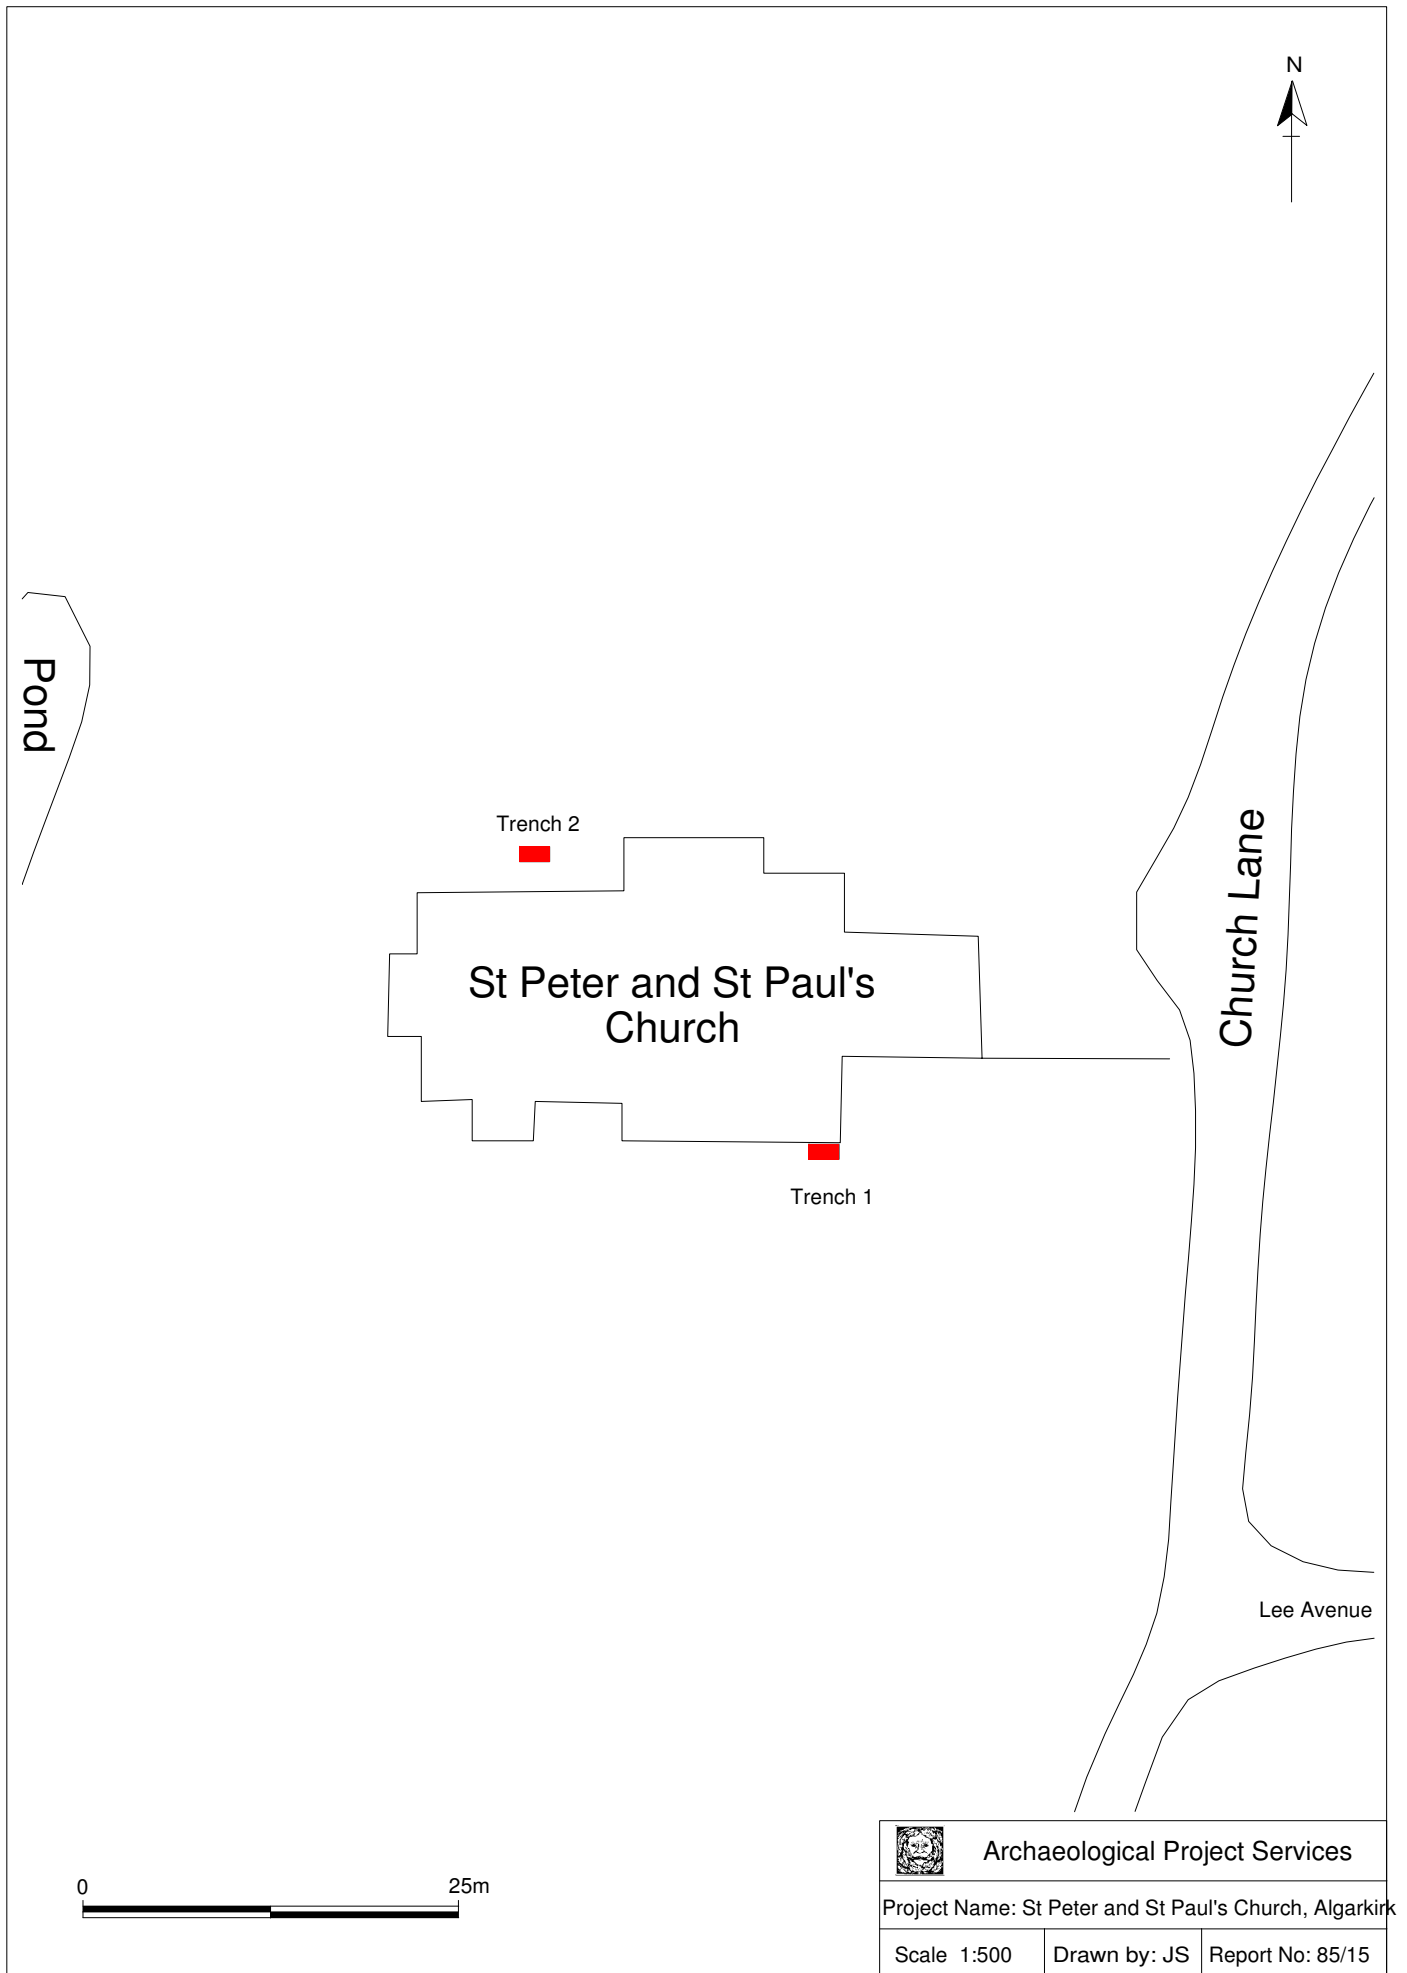 N
Pond
Trench 2
St Peter and St Paul's
Church
Church Lane
Trench 1
Lee Avenue
0 25m
Archaeological Project Services
Project Name: St Peter and St Paul's Church, Algarkirk
Scale 1:500 Drawn by: JS Report No: 85/15